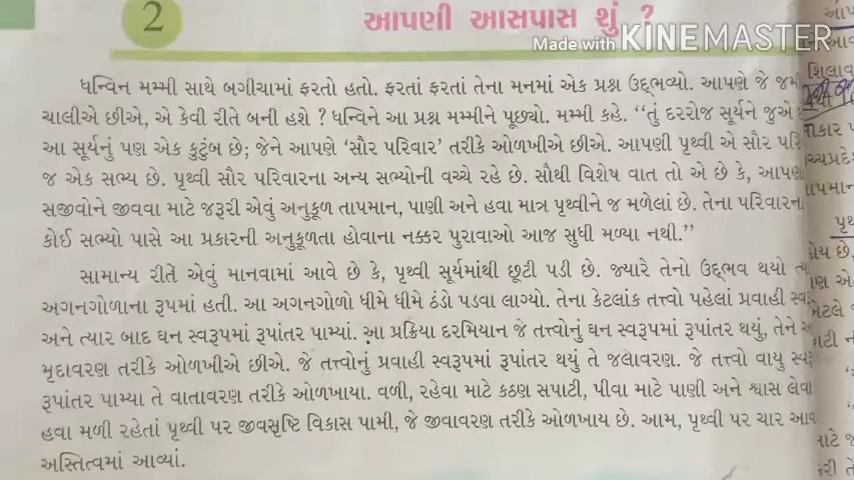 2
આપણી આસપાસ શું ?
Made with KINEMASTER
ધન્વિન મમ્મી સાથે બગીચામાં ફરતો હતો. ફરતાં ફરતાં તેના મનમાં એક પ્રશ્ન ઉદ્ભવ્યો. આપણે જે
ચાલીએ છીએ, એ કેવી રીતે બની હશે ? ધન્વિને આ પ્રશ્ન મમ્મીને પૂછ્યો. મમ્મી કહે. “તું દરરોજ સૂર્યને જુએ
આ સૂર્યનું પણ એક કુટુંબ છે; જેને આપણે ‘સૌર પરિવાર’ તરીકે ઓળખીએ છીએ. આપણી પૃથ્વી એ સૌર
જ એક સભ્ય છે. પૃથ્વી સૌર પરિવારના અન્ય સભ્યોની વચ્ચે રહે છે. સૌથી વિશેષ વાત તો એ છે કે,
સજીવોને જીવવા માટે જરૂરી એવું અનુકૂળ તાપમાન, પાણી અને હવા માત્ર પૃથ્વીને જ મળેલાં છે. તેના
કોઈ સભ્યો પાસે આ પ્રકારની અનુકૂળતા હોવાના નક્કર પુરાવાઓ આજ સુધી મળ્યા નથી.”
સામાન્ય રીતે એવું માનવામાં આવે છે કે, પૃથ્વી સૂર્યમાંથી છૂટી પડી છે. જ્યારે તેનો ઉદ્ભવ થયો
અગનગોળાના રૂપમાં હતી. આ અગનગોળો ધીમે ધીમે ઠંડો પડવા લાગ્યો. તેના કેટલાંક તત્ત્વો પહેલાં પ્રવાહી
અને ત્યાર બાદ ઘન સ્વરૂપમાં રૂપાંતર પામ્યાં. આ પ્રક્રિયા દરમિયાન જે તત્ત્વોનું ઘન સ્વરૂપમાં રૂપાંતર થયું, તેને
મૃદાવરણ તરીકે ઓળખીએ છીએ. જે તત્ત્વોનું પ્રવાહી સ્વરૂપમાં રૂપાંતર થયું તે જલાવરણ. જે તત્ત્વો વાયુ
રૂપાંતર પામ્યા તે વાતાવરણ તરીકે ઓળખાયા. વળી, રહેવા માટે કઠણ સપાટી, પીવા માટે પાણી અને શ્વાસ લેવા
હવા મળી રહેતાં પૃથ્વી પર જીવસૃષ્ટિ વિકાસ પામી, જે જીવાવરણ તરીકે ઓળખાય છે. આમ, પૃથ્વી પર ચાર
અસ્તિત્વમાં આવ્યાં.